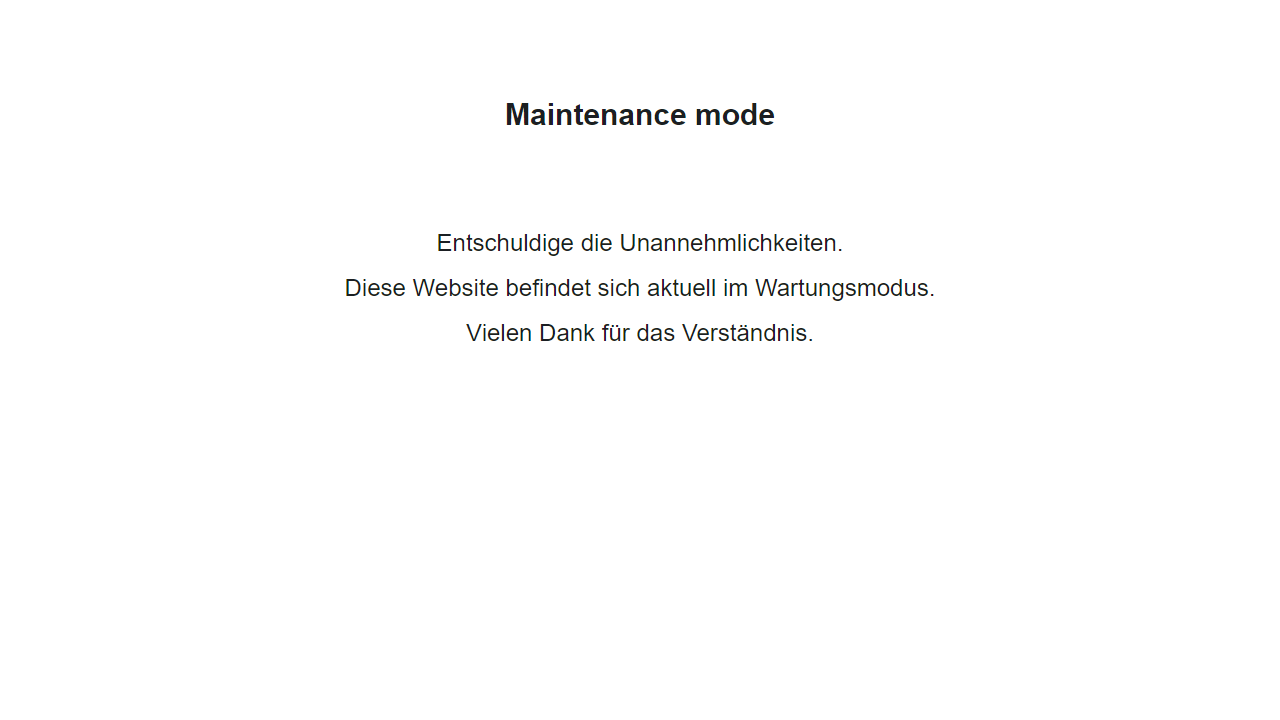 Maintenance mode
Entschuldige die Unannehmlichkeiten.
Diese Website befindet sich aktuell im Wartungsmodus.
Vielen Dank für das Verständnis.